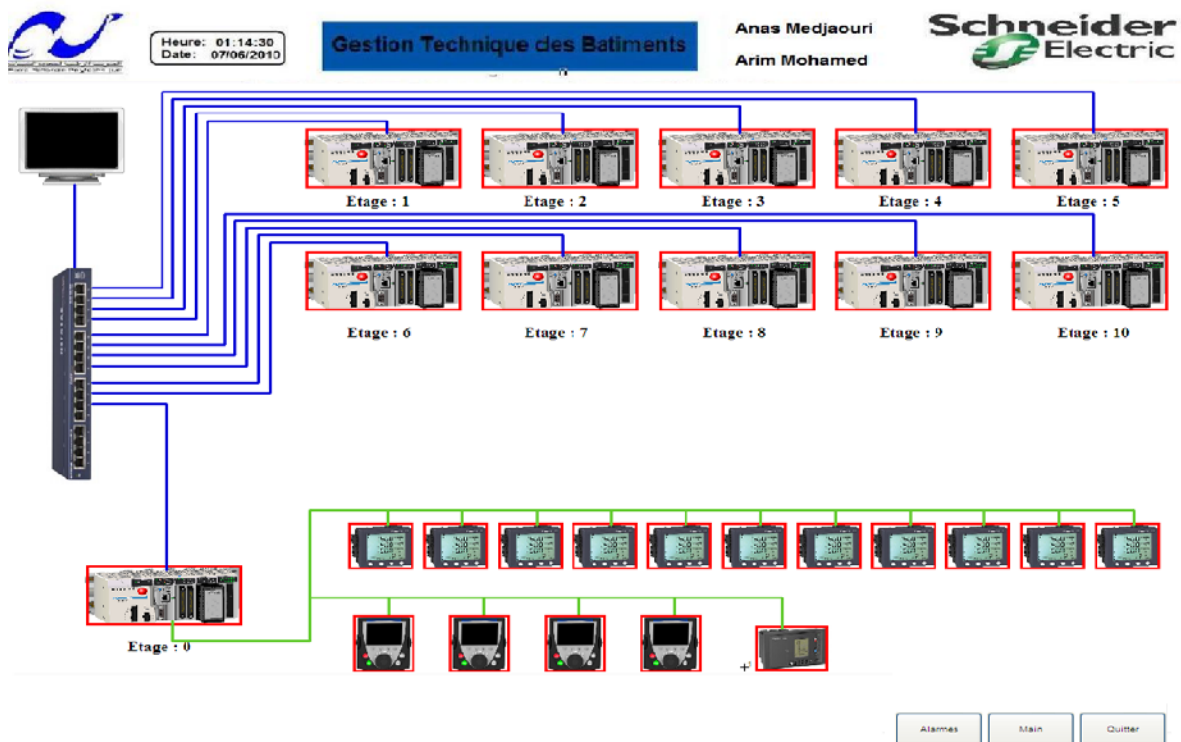 Heure: 01:14:30
Date: 07/06/2010
Gestion Technique des Batiments
Anas Medjaouri
Arim Mohamed
Schneider
Electric
Etage : 1
Etage : 2
Etage : 3
Etage : 4
Etage : 5
Etage : 6
Etage : 7
Etage : 8
Etage : 9
Etage : 10
Etage : 0
Alarmes
Main
Quitter